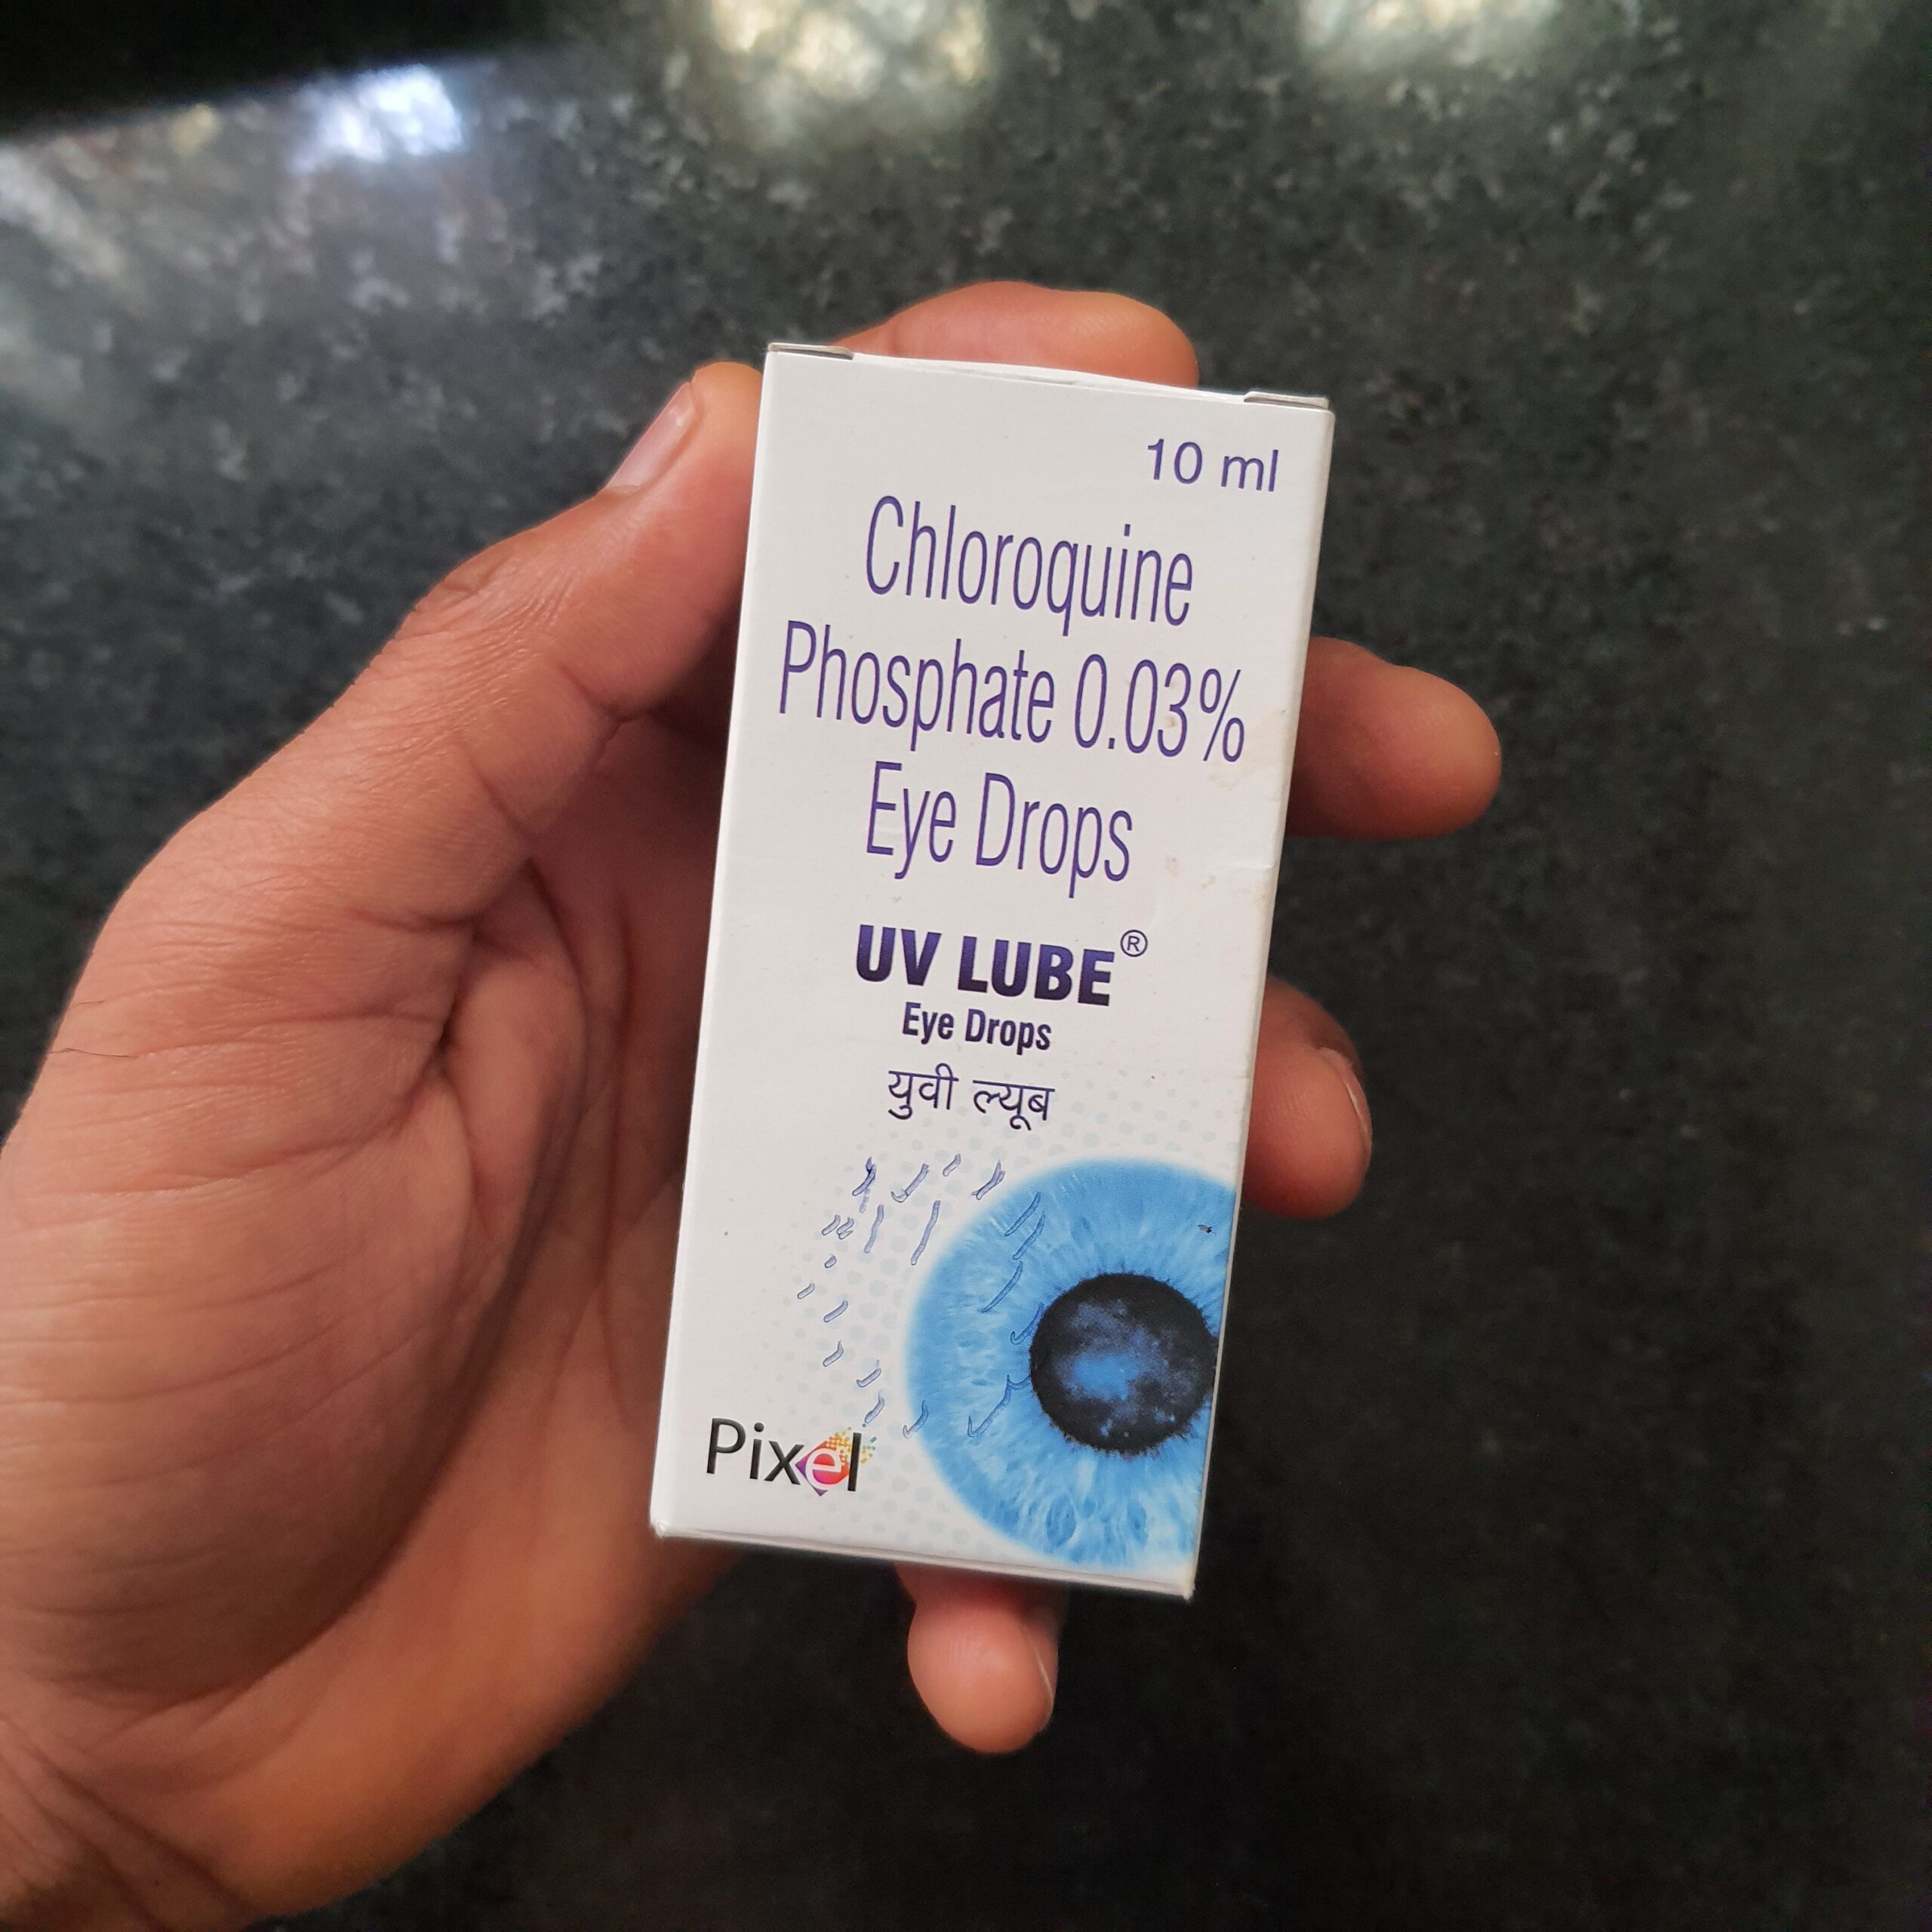 10 ml
Chloroquine
Phosphate 0.03%
Eye Drops
UV LUBE®
Eye Drops
युवी ल्यूब
Pixel